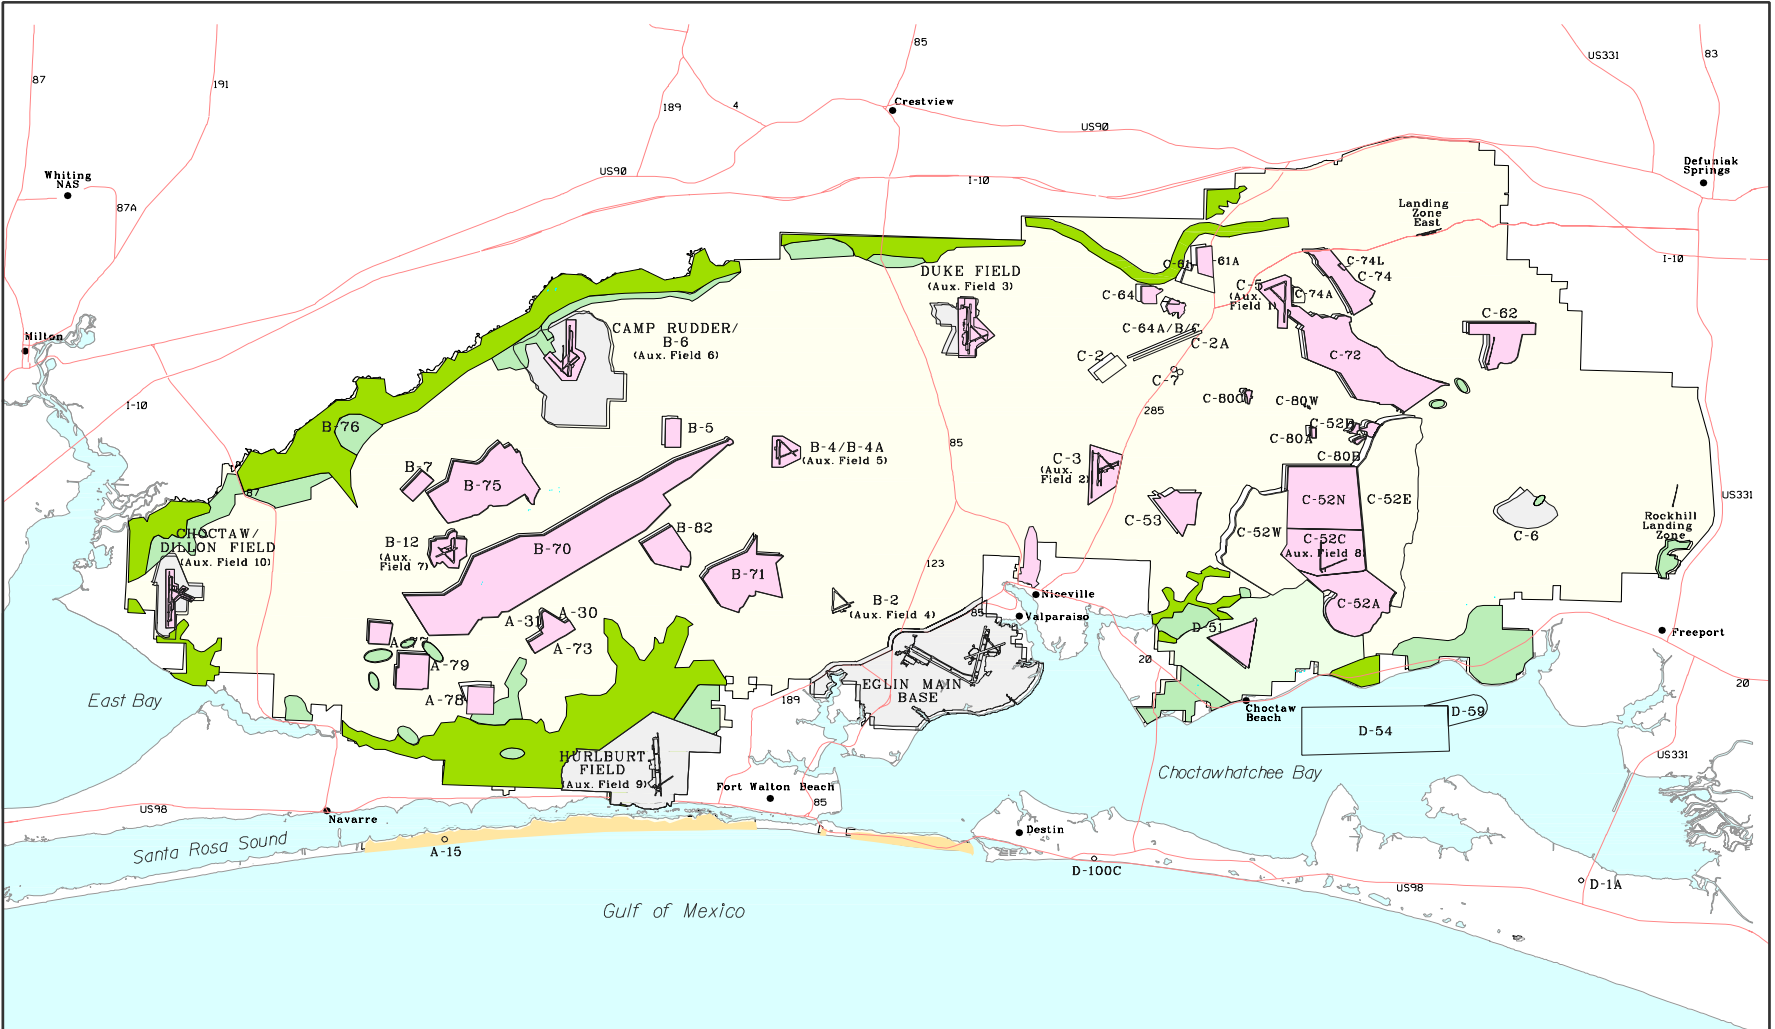 85
US331
83
87
191
Crestview
189
4
US90
Whiting
NAS
US90
Defuniak
Springs
I-10
87A
Landing
Zone
East
I-10
C-61
61A
C-74L
C-74
DUKE FIELD
(Aux. Field 3)
C-5
(Aux.
Field 1)
C-74A
C-64
CAMP RUDDER/
B-6
(Aux. Field 6)
C-64A/B/C
C-2A
C-62
Milton
C-2
C-72
C-7
I-10
C-80C
C-80W
285
B-76
B-5
C-52D
C-80A
85
B-4/B-4A
(Aux. Field 5)
C-3
(Aux.
Field 2)
C-80B
B-7
B-75
87
C-52N
C-52E
US331
C-53
Rockhill
Landing
Zone
C-6
CHOCTAW/
DILLON FIELD
(Aux. Field 10)
B-12
(Aux.
Field 7)
B-70
B-82
C-52W
C-52C
Aux. Field 8
123
B-71
Niceville
B-2
(Aux. Field 4)
C-52A
A-30
A-31
85
Valparaiso
D-51
Freeport
A-73
A-79
20
20
EGLIN MAIN
BASE
A-78
189
East Bay
Choctaw
Beach
D-59
D-54
HURLBURT
FIELD
(Aux. Field 9)
US331
Choctawhatchee Bay
Fort Walton Beach
85
US98
Navarre
Destin
Santa Rosa Sound
A-15
D-100C
US98
D-1A
Gulf of Mexico